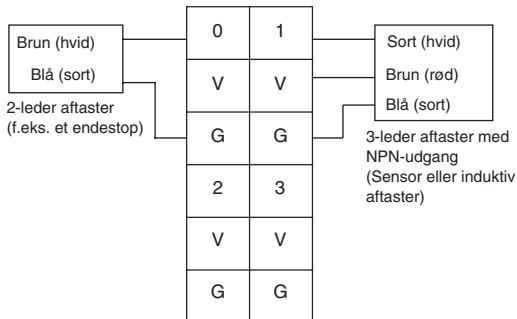 Brun (hvid)
Blå (sort)
2-leder aftaster
(f.eks. et endestop)
0 1
V V
G G
2 3
V V
G G
Sort (hvid)
Brun (rød)
Blå (sort)
3-leder aftaster med
NPN-udgang
(Sensor eller induktiv
aftaster)